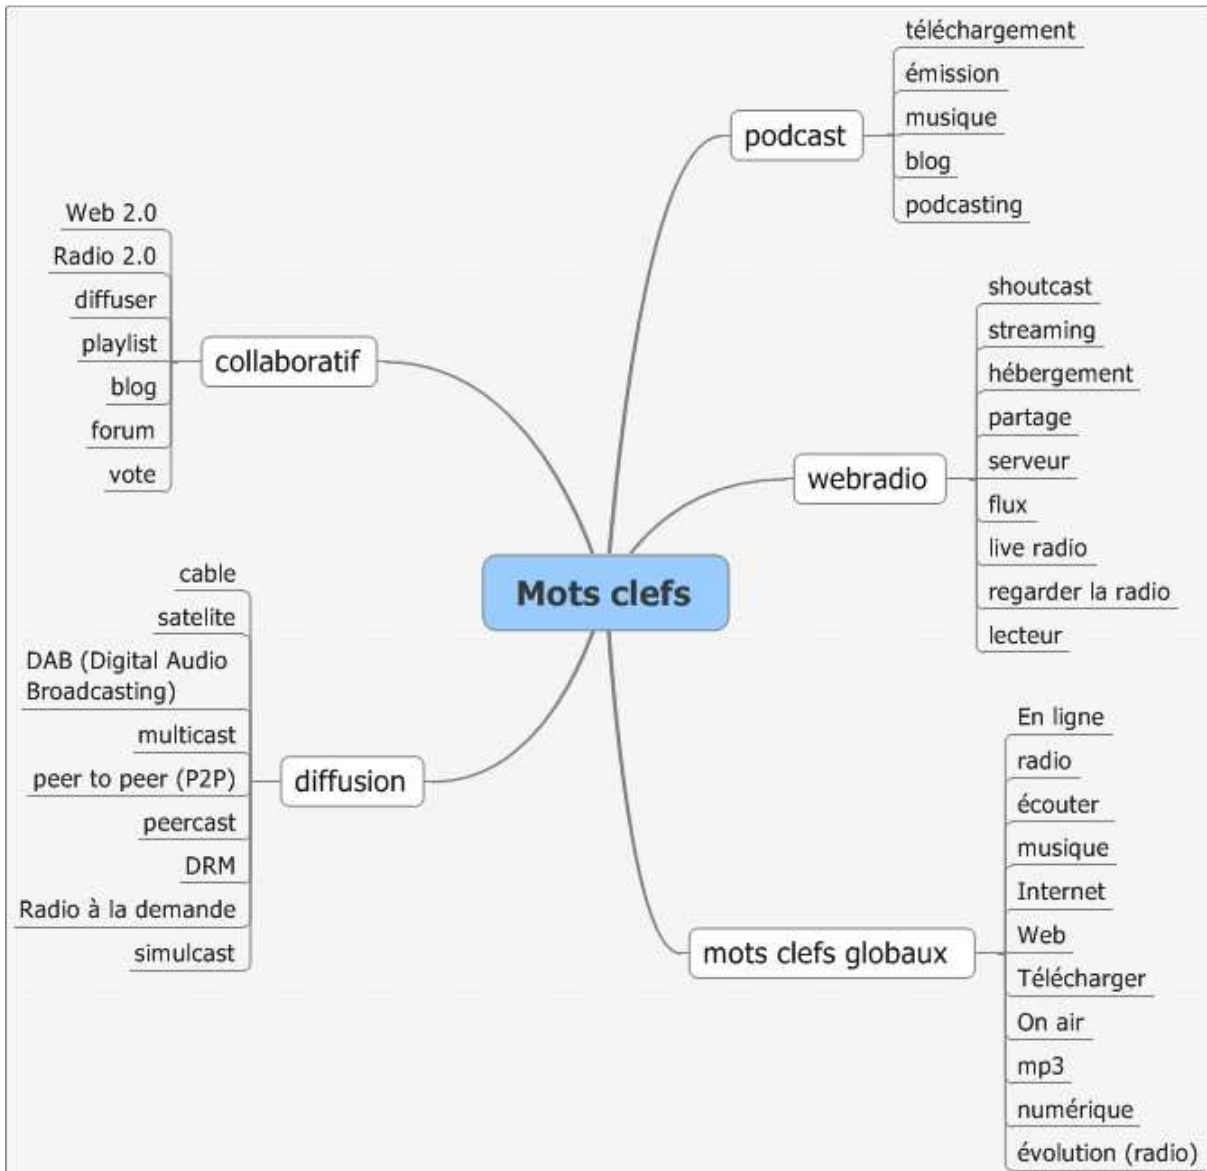 Mots clefs
podcast
téléchargement
émission
musique
blog
podcasting
webradio
shoutcast
streaming
hébergement
partage
serveur
flux
live radio
regarder la radio
lecteur
mots clefs globaux
En ligne
radio
écouter
musique
Internet
Web
Télécharger
On air
mp3
numérique
évolution (radio)
collaboratif
Web 2.0
Radio 2.0
diffuser
playlist
blog
forum
vote
diffusion
cable
satelite
DAB (Digital Audio
Broadcasting)
multicast
peer to peer (P2P)
peercast
DRM
Radio à la demande
simulcast